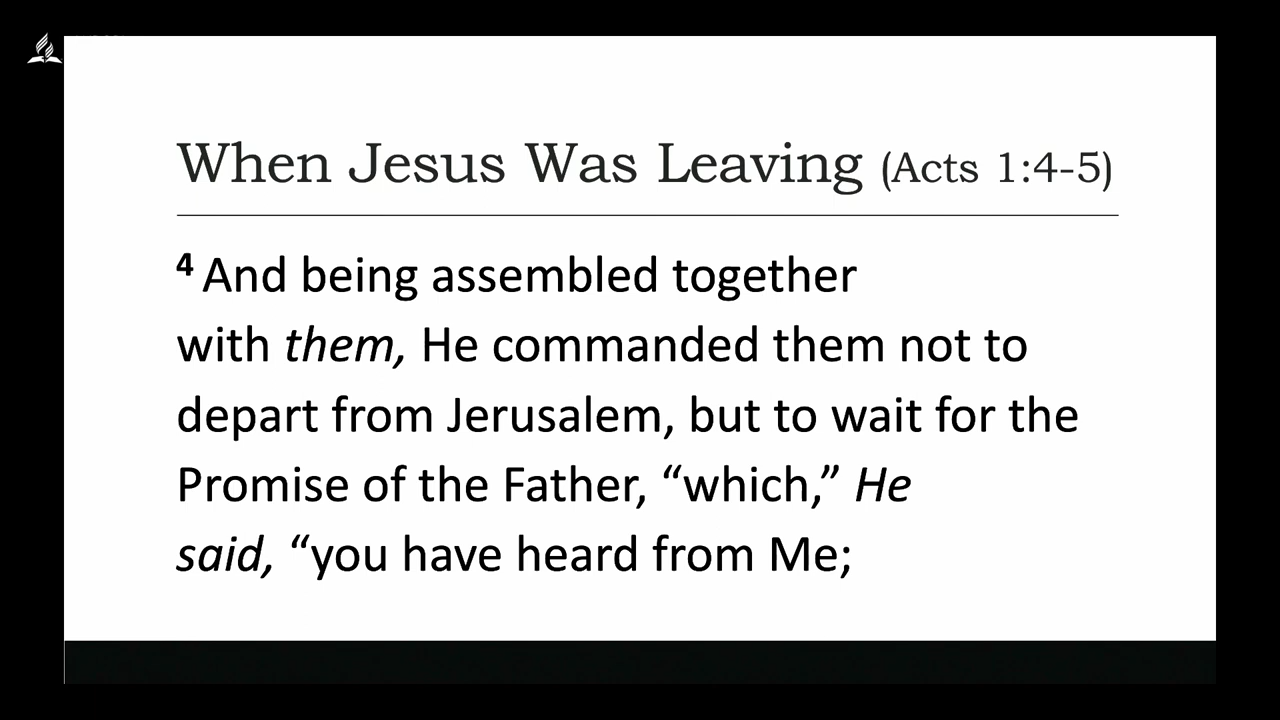 When Jesus Was Leaving (Acts 1:4-5)
4 And being assembled together
with them, He commanded them not to
depart from Jerusalem, but to wait for the
Promise of the Father, “which,” He
said, “you have heard from Me;